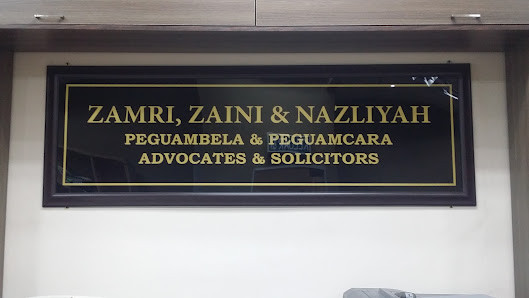 ZAMRI, ZAINI & NAZLIYAH
PEGUAMBELA & PEGUAMCARA
ADVOCATES & SOLICITORS